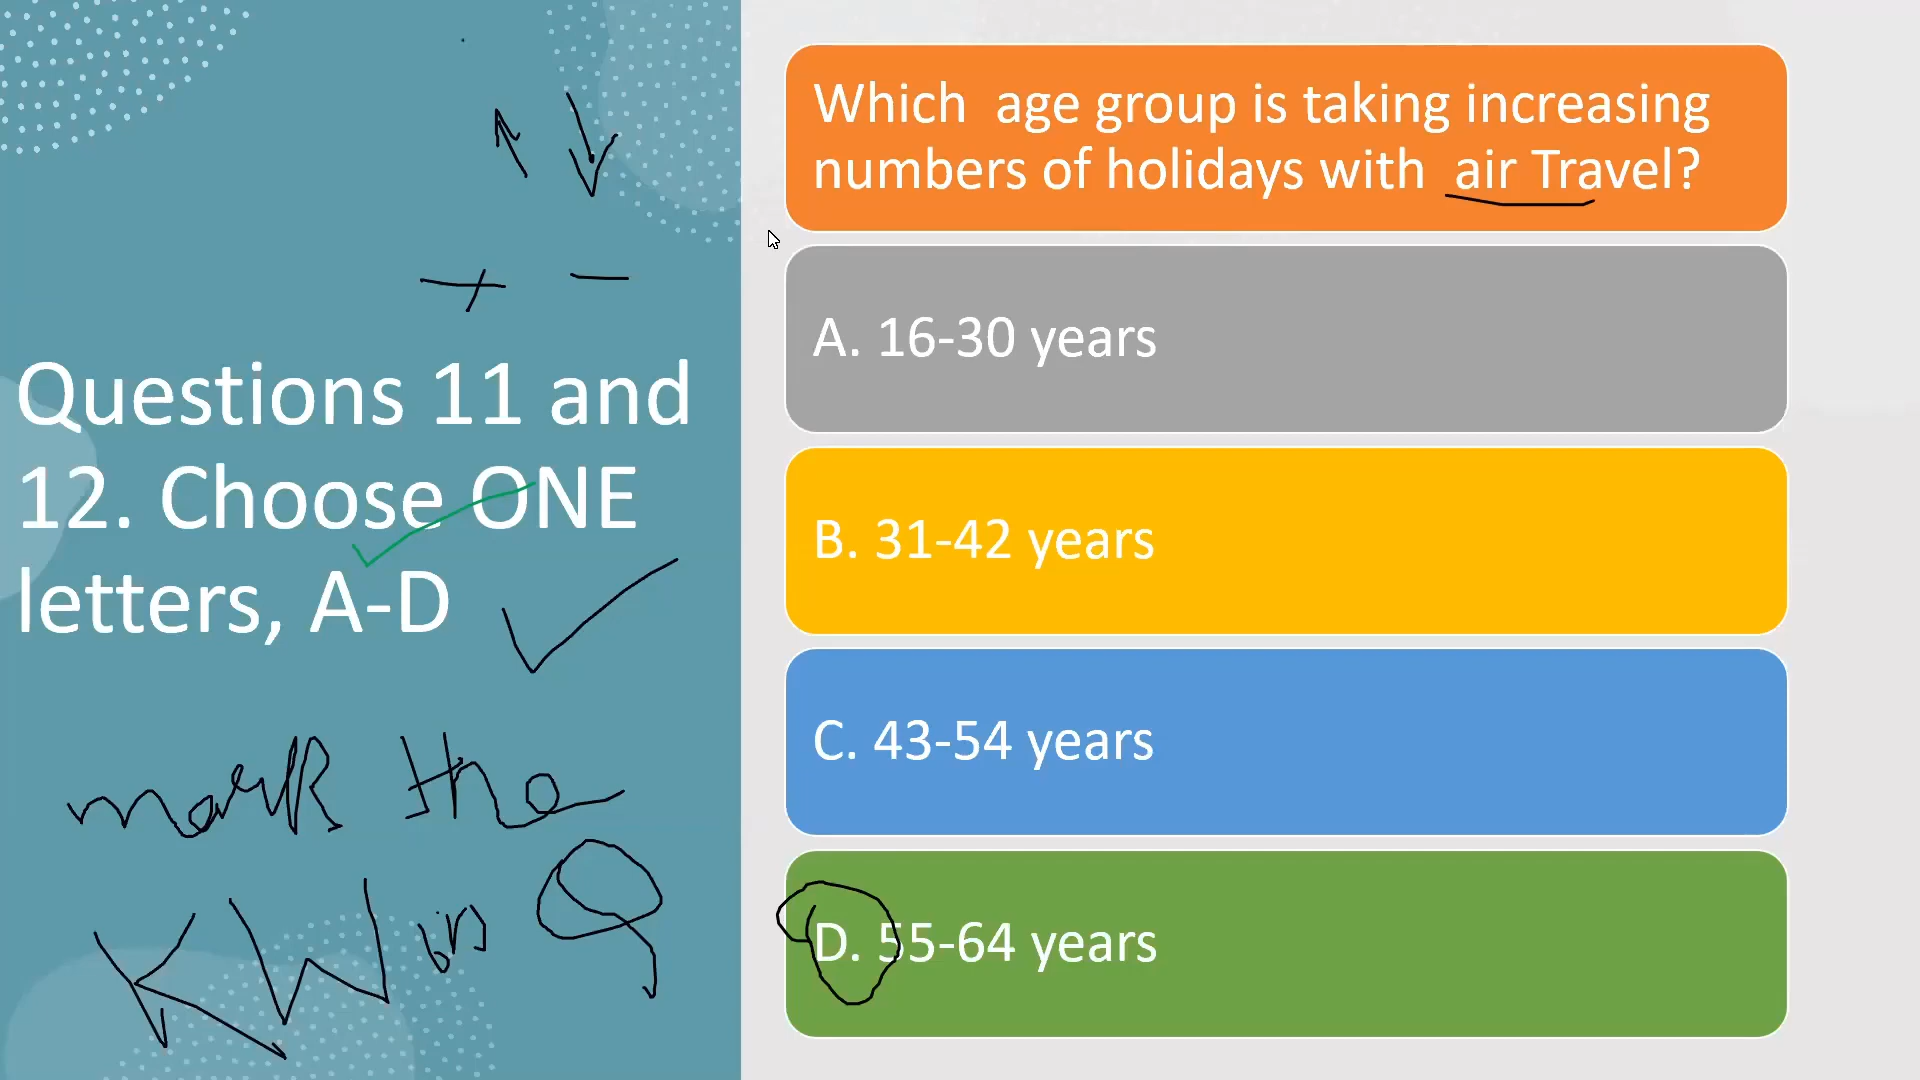 Questions 11 and
12. Choose ONE
letters, A-D
mark the
KW in Q
Which age group is taking increasing
numbers of holidays with air Travel?
A. 16-30 years
B. 31-42 years
C. 43-54 years
D. 55-64 years